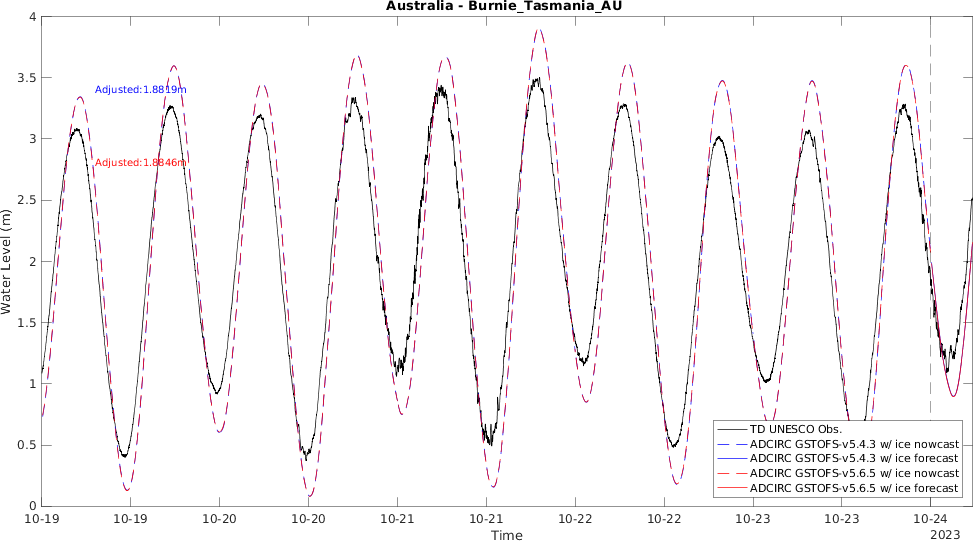 Australia - Burnie_Tasmania_AU
4
3.5
3
2.5
2
1.5
1
0.5
0
Water Level (m)
Adjusted:1.8819m
Adjusted:1.8846m
TD UNESCO Obs.
ADCIRC GSTOFS-v5.4.3 w/ ice nowcast
ADCIRC GSTOFS-v5.4.3 w/ ice forecast
ADCIRC GSTOFS-v5.6.5 w/ ice nowcast
ADCIRC GSTOFS-v5.6.5 w/ ice forecast
10-19 10-19 10-20 10-20 10-21 10-21 10-22 10-22 10-23 10-23 10-24
Time
2023